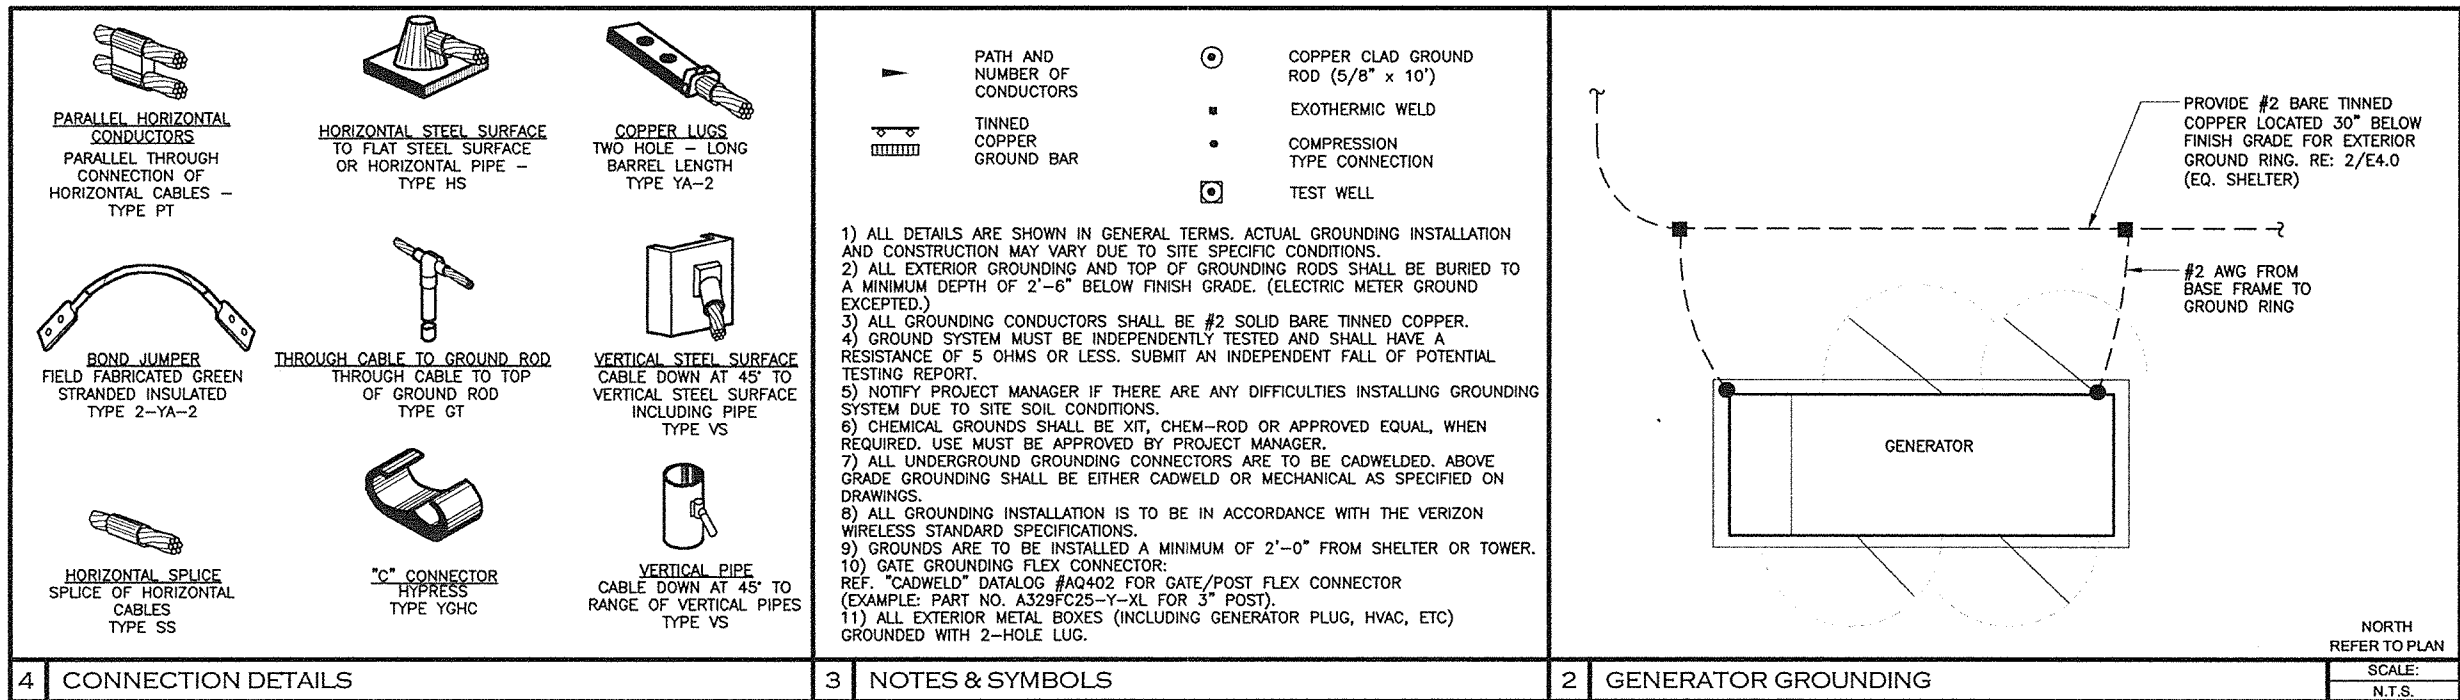 PARALLEL HORIZONTAL
CONDUCTORS
PARALLEL THROUGH
CONNECTION OF
HORIZONTAL CABLES –
TYPE PT
HORIZONTAL STEEL SURFACE
TO FLAT STEEL SURFACE
OR HORIZONTAL PIPE –
TYPE HS
COPPER LUGS
TWO HOLE – LONG
BARREL LENGTH
TYPE YA–2
BOND JUMPER
FIELD FABRICATED GREEN
STRANDED INSULATED
TYPE 2–YA–2
THROUGH CABLE TO GROUND ROD
THROUGH CABLE TO TOP
OF GROUND ROD
TYPE GT
VERTICAL STEEL SURFACE
CABLE DOWN AT 45° TO
VERTICAL STEEL SURFACE
INCLUDING PIPE
TYPE VS
HORIZONTAL SPLICE
SPLICE OF HORIZONTAL
CABLES
TYPE SS
"C" CONNECTOR
HYPRESS
TYPE YGHC
VERTICAL PIPE
CABLE DOWN AT 45° TO
RANGE OF VERTICAL PIPES
TYPE VS
4 CONNECTION DETAILS
PATH AND
NUMBER OF
CONDUCTORS
TINNED
COPPER
GROUND BAR
COPPER CLAD GROUND
ROD (5/8" x 10')
EXOTHERMIC WELD
COMPRESSION
TYPE CONNECTION
TEST WELL
1) ALL DETAILS ARE SHOWN IN GENERAL TERMS. ACTUAL GROUNDING INSTALLATION
AND CONSTRUCTION MAY VARY DUE TO SITE SPECIFIC CONDITIONS.
2) ALL EXTERIOR GROUNDING AND TOP OF GROUNDING RODS SHALL BE BURIED TO
A MINIMUM DEPTH OF 2'–6" BELOW FINISH GRADE. (ELECTRIC METER GROUND
EXCEPTED.)
3) ALL GROUNDING CONDUCTORS SHALL BE #2 SOLID BARE TINNED COPPER.
4) GROUND SYSTEM MUST BE INDEPENDENTLY TESTED AND SHALL HAVE A
RESISTANCE OF 5 OHMS OR LESS. SUBMIT AN INDEPENDENT FALL OF POTENTIAL
TESTING REPORT.
5) NOTIFY PROJECT MANAGER IF THERE ARE ANY DIFFICULTIES INSTALLING GROUNDING
SYSTEM DUE TO SITE SOIL CONDITIONS.
6) CHEMICAL GROUNDS SHALL BE XIT, CHEM–ROD OR APPROVED EQUAL, WHEN
REQUIRED. USE MUST BE APPROVED BY PROJECT MANAGER.
7) ALL UNDERGROUND GROUNDING CONNECTORS ARE TO BE CADWELDED. ABOVE
GRADE GROUNDING SHALL BE EITHER CADWELD OR MECHANICAL AS SPECIFIED ON
DRAWINGS.
8) ALL GROUNDING INSTALLATION IS TO BE IN ACCORDANCE WITH THE VERIZON
WIRELESS STANDARD SPECIFICATIONS.
9) GROUNDS ARE TO BE INSTALLED A MINIMUM OF 2'–0" FROM SHELTER OR TOWER.
10) GATE GROUNDING FLEX CONNECTOR:
REF. "CADWELD" DATALOG #AQ402 FOR GATE/POST FLEX CONNECTOR
(EXAMPLE: PART NO. A329FC25–Y–XL FOR 3" POST).
11) ALL EXTERIOR METAL BOXES (INCLUDING GENERATOR PLUG, HVAC, ETC)
GROUNDED WITH 2–HOLE LUG.
3 NOTES & SYMBOLS
PROVIDE #2 BARE TINNED
COPPER LOCATED 30" BELOW
FINISH GRADE FOR EXTERIOR
GROUND RING. RE: 2/E4.0
(EQ. SHELTER)
#2 AWG FROM
BASE FRAME TO
GROUND RING
GENERATOR
NORTH
REFER TO PLAN
2 GENERATOR GROUNDING
SCALE:
N.T.S.